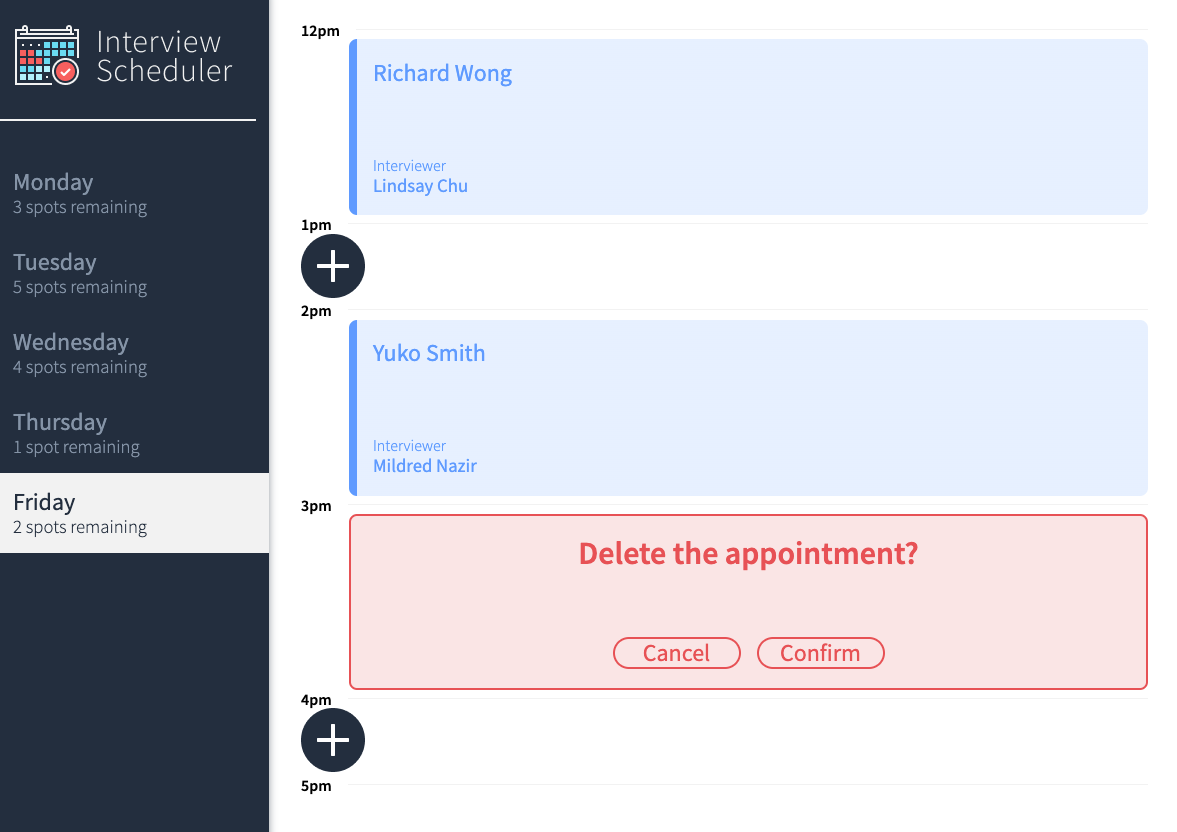 Interview
Scheduler
Monday
3 spots remaining
Tuesday
5 spots remaining
Wednesday
4 spots remaining
Thursday
1 spot remaining
Friday
2 spots remaining
12pm
Richard Wong
Interviewer
Lindsay Chu
1pm
2pm
Yuko Smith
Interviewer
Mildred Nazir
3pm
Delete the appointment?
Cancel Confirm
4pm
5pm